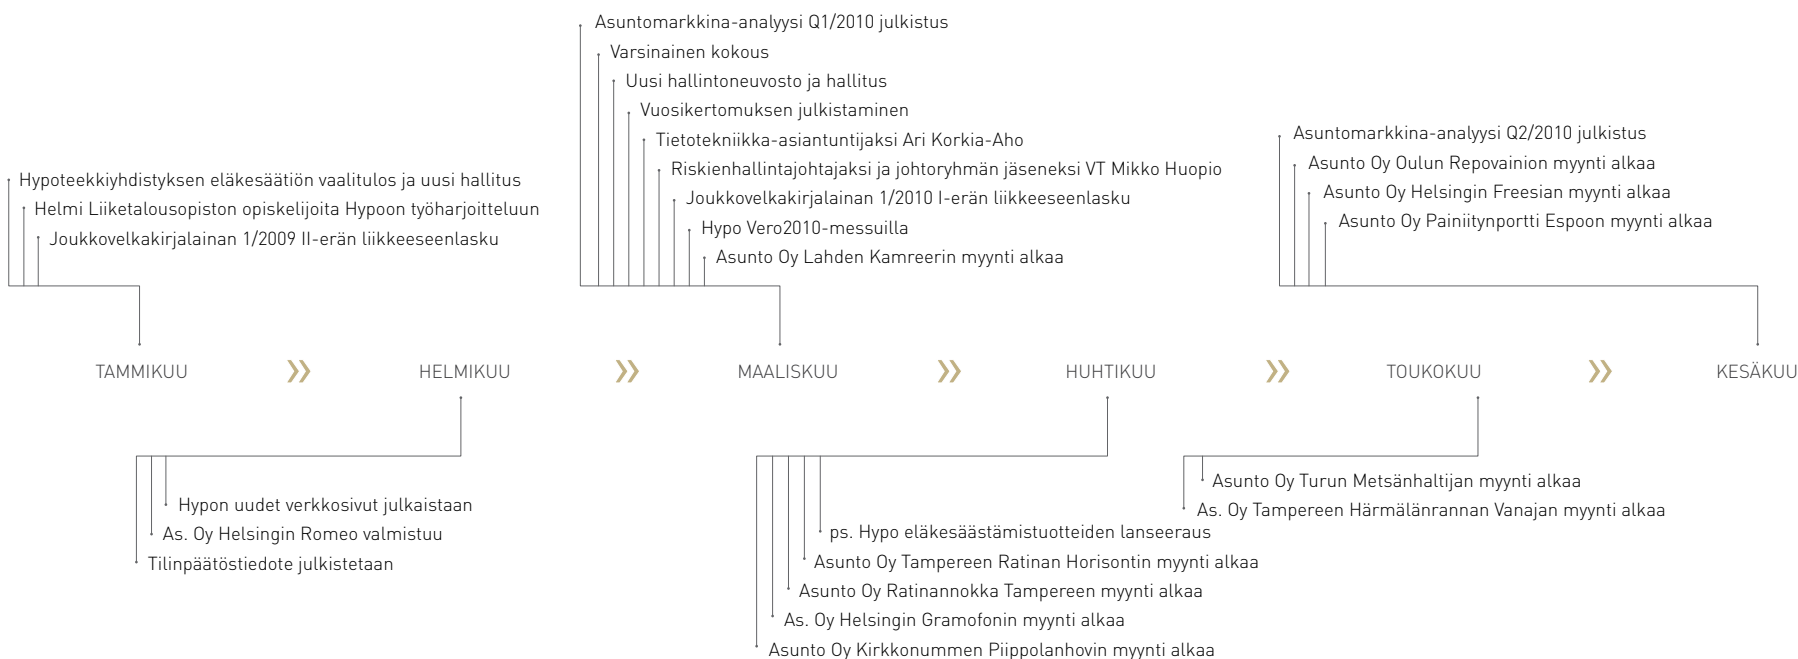 Asuntomarkkina-analyysi Q1/2010 julkistus
Varsinainen kokous
Uusi hallintoneuvosto ja hallitus
Vuosikertomuksen julkistaminen
Tietotekniikka-asiantuntijaksi Ari Korkia-Aho
Riskienhallintajohtajaksi ja johtoryhmän jäseneksi VT Mikko Huopio
Joukkovelkakirjalainan 1/2010 I-erän liikkeeseenlasku
Hypo Vero2010-messuilla
Asunto Oy Lahden Kamreerin myynti alkaa
Asuntomarkkina-analyysi Q2/2010 julkistus
Asunto Oy Oulun Repovainion myynti alkaa
Asunto Oy Helsingin Freesian myynti alkaa
Asunto Oy Painiitynportti Espoon myynti alkaa
Hypoteekkiyhdistyksen eläkesäätiön vaalitulos ja uusi hallitus
Helmi Liiketalousopiston opiskelijoita Hypoon työharjoitteluun
Joukkovelkakirjalainan 1/2009 II-erän liikkeeseenlasku
TAMMIKUU » HELMIKUU » MAALISKUU » HUHTIKUU » TOUKOKUU » KESÄKUU
Hypon uudet verkkosivut julkaistaan
As. Oy Helsingin Romeo valmistuu
Tilinpäätöstiedote julkistetaan
ps. Hypo eläkesäästämistuotteiden lanseeraus
Asunto Oy Tampereen Ratinan Horisontin myynti alkaa
Asunto Oy Ratinannokka Tampereen myynti alkaa
As. Oy Helsingin Gramofonin myynti alkaa
Asunto Oy Kirkkonummen Piippolanhovin myynti alkaa
Asunto Oy Turun Metsänhaltijan myynti alkaa
As. Oy Tampereen Härmälänrannan Vanajan myynti alkaa